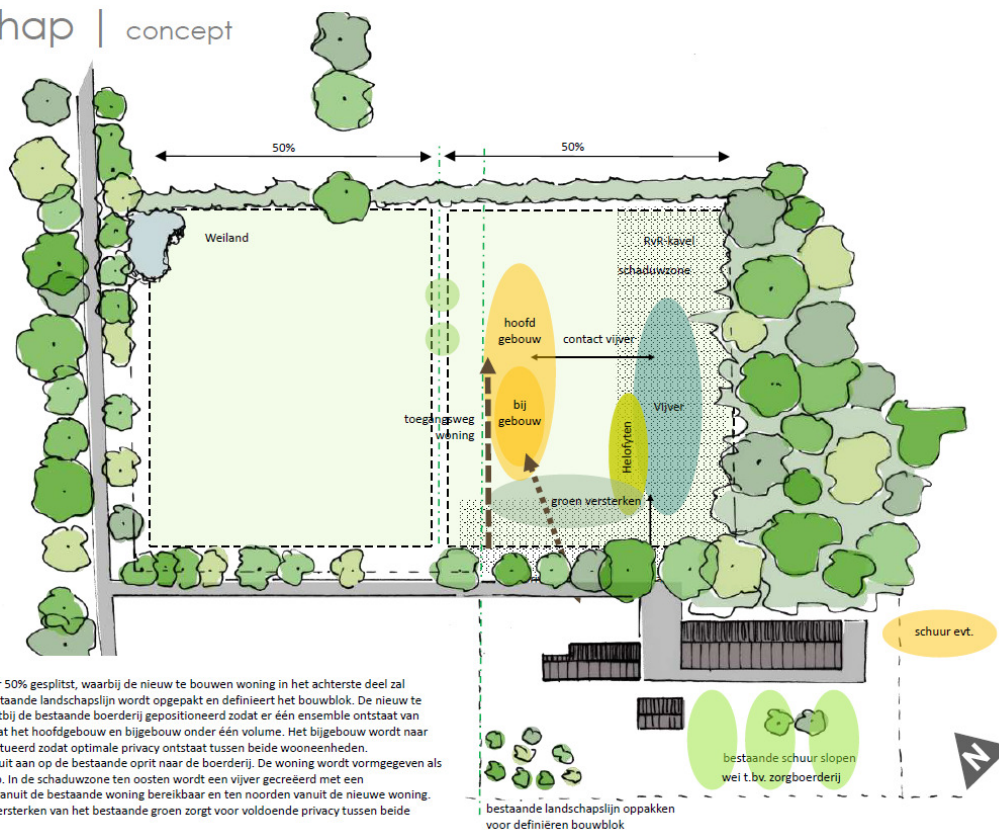 hap | concept
50%
50%
Weiland
RvR-kavel
schaduwzone
hoofd
gebouw
contact vijver
bij
gebouw
Vijver
toegangsweg
woning
Helofyten
groen versterken
schuur evt.
50% gesplitst, waarbij de nieuw te bouwen woning in het achterste deel zal
taande landschapslijn wordt opgepakt en definieert het bouwblok. De nieuw te
tbij de bestaande boerderij gepositioneerd zodat er één ensemble ontstaat van
at het hoofdgebouw en bijgebouw onder één volume. Het bijgebouw wordt naar
tueerd zodat optimale privacy ontstaat tussen beide wooneenheden.
uit aan op de bestaande oprit naar de boerderij. De woning wordt vormgegeven als
. In de schaduwzone ten oosten wordt een vijver gecreëerd met een
vanuit de bestaande woning bereikbaar en ten noorden vanuit de nieuwe woning.
ersterken van het bestaande groen zorgt voor voldoende privacy tussen beide
bestaande schuur slopen
wei t.bv. zorgboerderij
N
bestaande landschapslijn oppakken
voor definiëren bouwblok